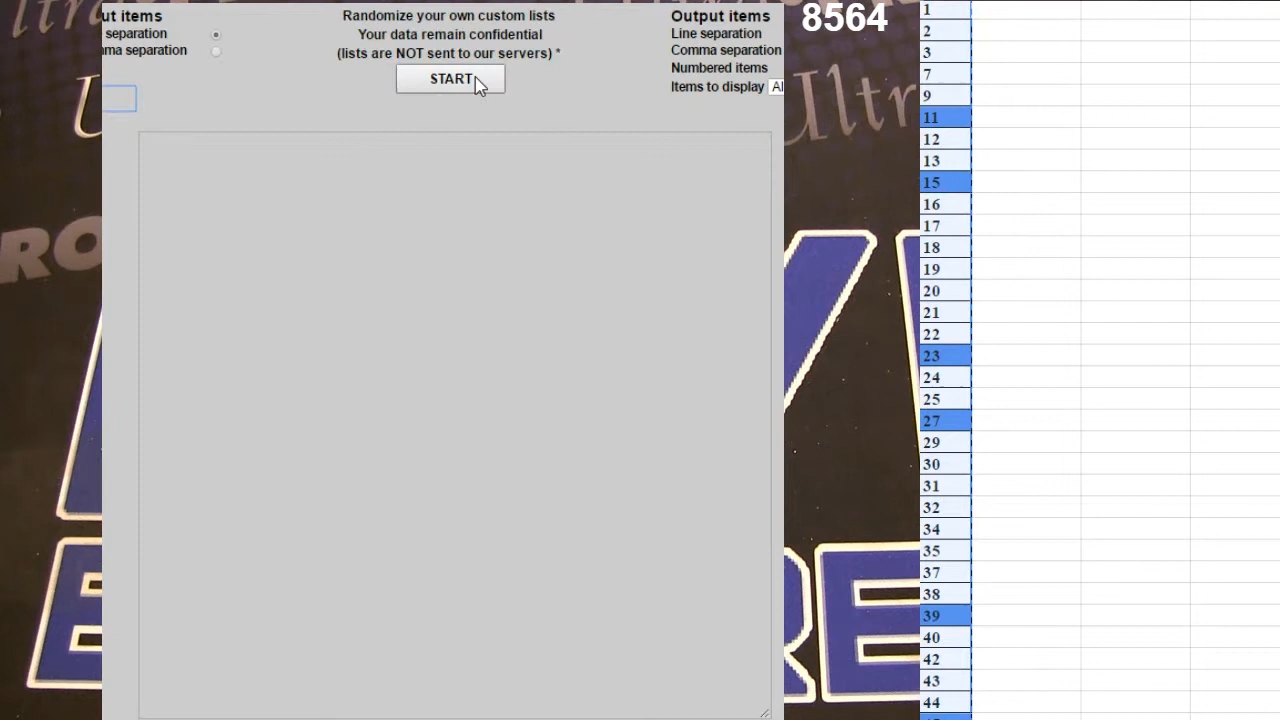 ut items
separation
ma separation
Randomize your own custom lists
Your data remain confidential
(lists are NOT sent to our servers) *
START
Output items
Line separation
Comma separation
Numbered items
Items to display
8564
1
2
3
7
9
11
12
13
15
16
17
18
19
20
21
22
23
24
25
27
29
30
31
32
34
35
37
38
39
40
42
43
44
Ultr
RO